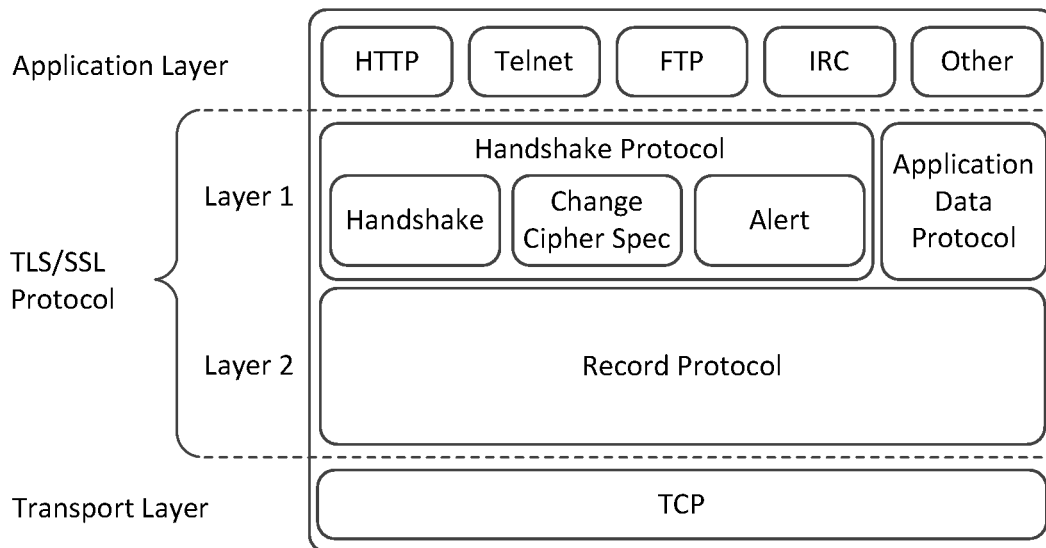 Application Layer
HTTP
Telnet
FTP
IRC
Other
TLS/SSL
Protocol
Layer 1
Handshake Protocol
Handshake
Change
Cipher Spec
Alert
Application
Data
Protocol
Layer 2
Record Protocol
Transport Layer
TCP